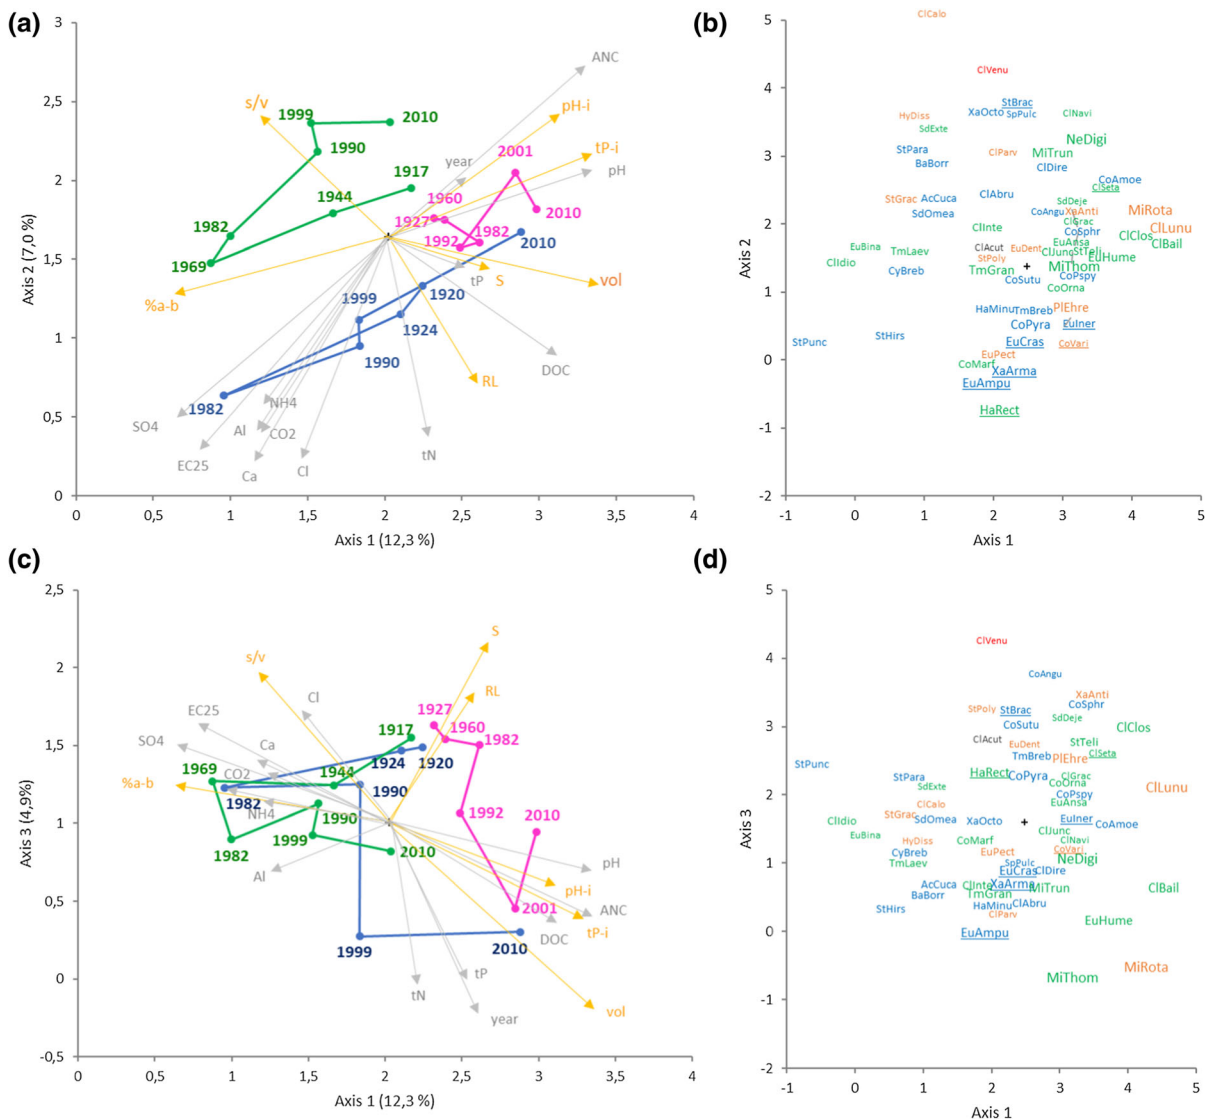 (a)
3
2,5
2
1,5
1
0,5
0
Axis 2 (7,0 %)
0
0,5
1
1,5
2
2,5
3
3,5
4
Axis 1 (12,3 %)
ANC
s/v
pH-i
1999
2010
tP-i
1990
2001
year
pH
1917
1944
1960
1927
2010
1982
1982
1992
2010
1969
tP
S
vol
%a-b
1999
1920
1924
1990
DOC
RL
NH4
1982
SO4
Al
CO2
tN
EC25
Ca
Cl
(b)
5
4
3
2
1
0
-1
-2
Axis 2
-1
0
1
2
3
4
5
Axis 1
ClCalo
ClVenu
StBrac
HyDiss
XaOcto
SpPulc
ClNavi
SdExte
NeDigi
StPara
ClParv
MiTrun
BaBorr
ClDire
CoAmoe
ClSeta
StGrac
AcCuca
ClAbru
SdDeje
SdOmea
CoAngu
XaAnti
MiRota
ClGrac
ClInte
CoSphr
ClLunu
EuBina
ClAcut
EuDent
EuAnsa
ClClos
ClBail
TmLaev
ClJunc
StTeli
ClIdio
StPoly
EuHume
CyBreb
TmGran
MiThom
CoSutu
CoPspy
CoOrna
HaMinu
TmBreb
PlEhre
StPunc
StHirs
CoPyra
EuIner
EuCras
CoVari
EuPect
CoMarf
XaArma
EuAmpu
HaRect
(c)
2,5
2
1,5
1
0,5
0
-0,5
Axis 3 (4,9%)
0
0,5
1
1,5
2
2,5
3
3,5
4
Axis 1 (12,3 %)
S
s/v
RL
Cl
EC25
1927
1917
1960
SO4
Ca
1982
1924
1920
1969
CO2
1944
%a-b
1982
1990
NH4
1990
1992
2010
1982
1999
2010
Al
pH
pH-i
2001
ANC
tP-i
DOC
1999
2010
tP
tN
vol
year
(d)
5
4
3
2
1
0
-1
-2
Axis 3
-1
0
1
2
3
4
5
Axis 1
ClVenu
CoAngu
XaAnti
StPoly
StBrac
CoSphr
CoSutu
SdDeje
ClClos
ClAcut
EuDent
StTeli
TmBreb
PlEhre
ClSeta
StPunc
HaRect
CoPyra
ClGrac
StPara
CoOrna
SdExte
ClLunu
CoPspy
ClCalo
EuAnsa
StGrac
ClIdio
SdOmea
XaOcto
EuIner
CoAmoe
EuBina
ClJunc
HyDiss
CoMarf
ClNavi
CyBreb
EuPect
CoVari
TmLaev
SpPulc
NeDigi
EuCras
ClDire
AcCuca
ClInte
XaArma
MiTrun
ClBail
BaBorr
TmGran
StHirs
HaMinu
ClAbru
ClParv
EuHume
EuAmpu
MiRota
MiThom